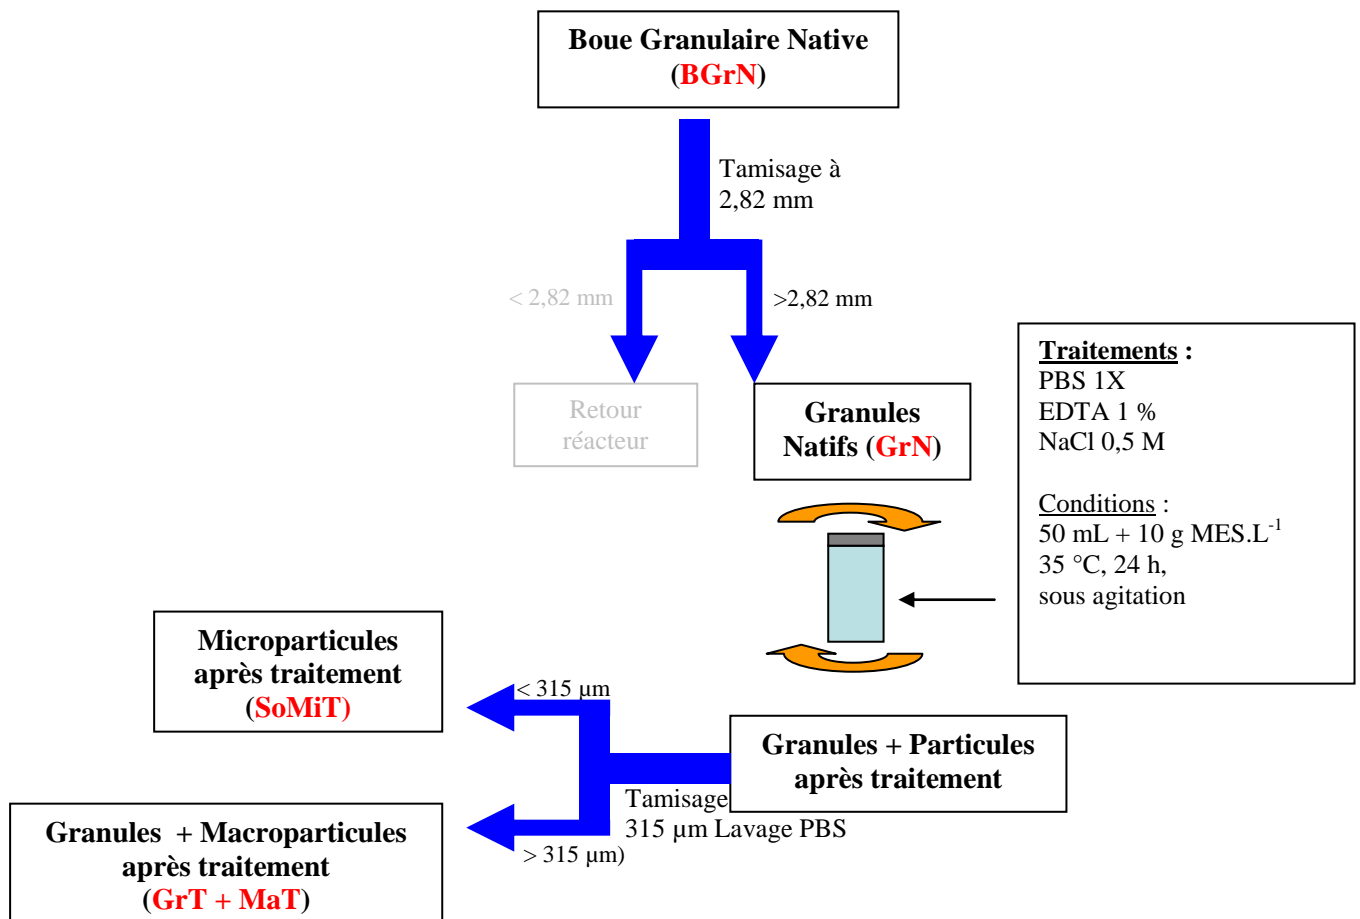 Boue Granulaire Native
(BGrN)
Tamisage à
2,82 mm
< 2,82 mm
>2,82 mm
Retour
réacteur
Granules
Natifs (GrN)
Traitements :
PBS 1X
EDTA 1 %
NaCl 0,5 M
Conditions :
50 mL + 10 g MES.L-1
35 °C, 24 h,
sous agitation
Microparticules
après traitement
(SoMiT)
< 315 µm
Granules + Particules
après traitement
Tamisage
315 µm Lavage PBS
> 315 µm)
Granules + Macroparticules
après traitement
(GrT + MaT)